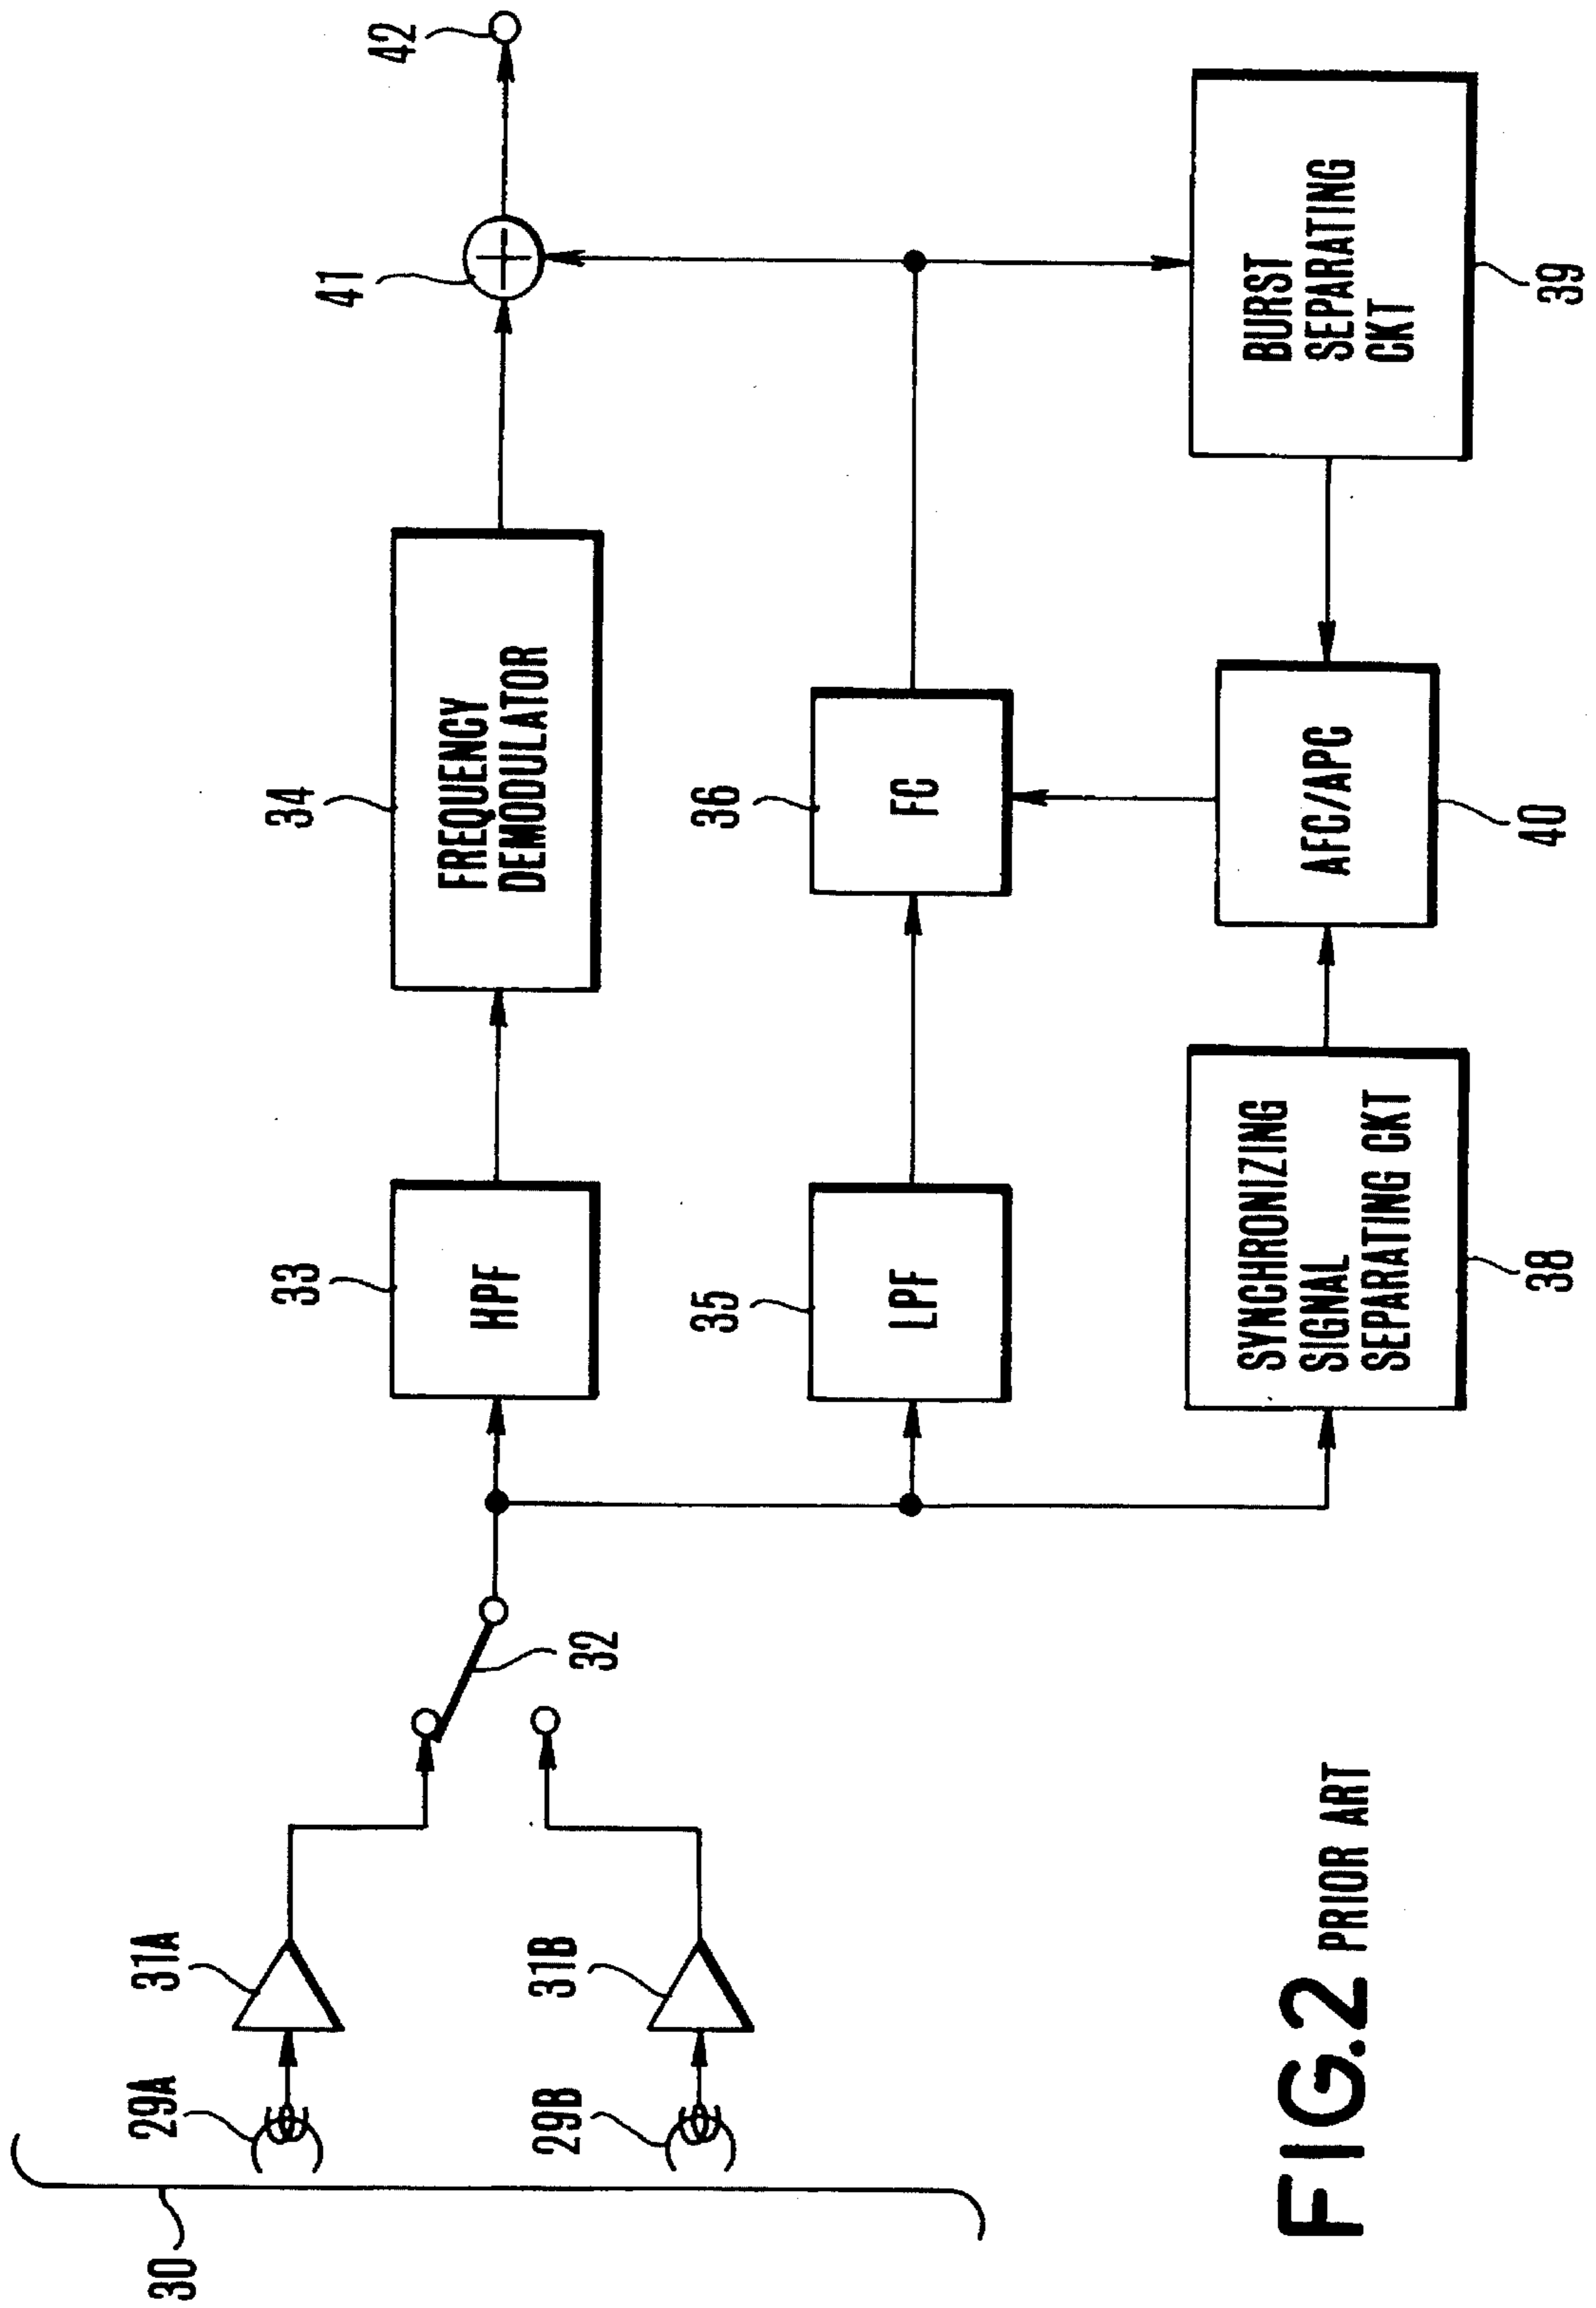 30
29A
31A
29B
31B
32
33
HPF
34
FREQUENCY
DEMODULATOR
41
42
35
LPF
36
FC
SYNCHRONIZING
SIGNAL
SEPARATING CKT
38
AFC/APC
40
BURST
SEPARATING
CKT
39
FIG.2 PRIOR ART